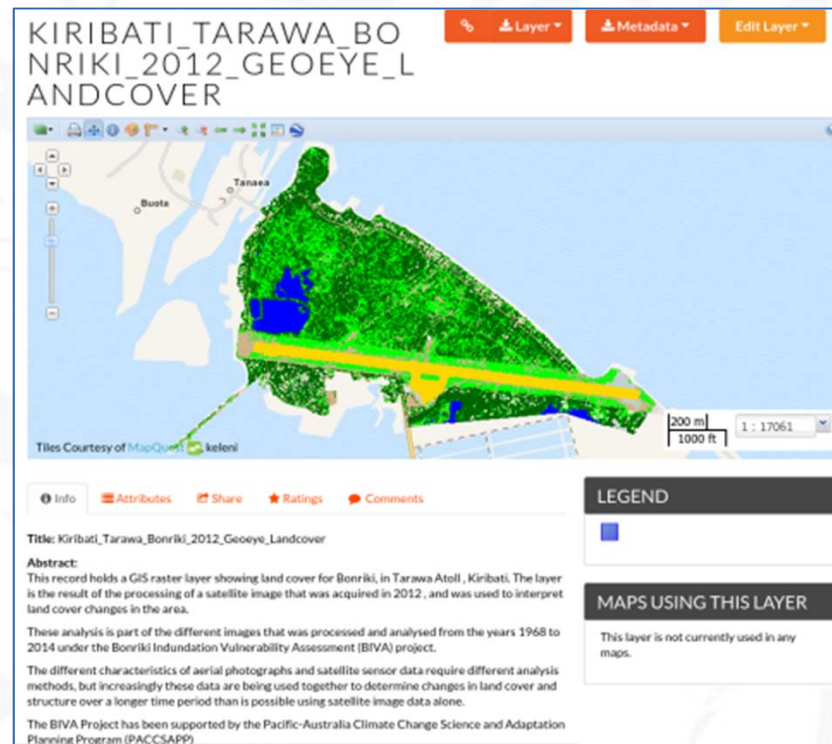 KIRIBATI_TARAWA_BO
NRIKI_2012_GEOEYE_L
ANDCOVER
Layer
Metadata
Edit Layer
Tanaea
Buota
Tiles Courtesy of MapQuest keleni
200 m
1000 ft
1 : 17061
Info
Attributes
Share
Ratings
Comments
Title: Kiribati_Tarawa_Bonriki_2012_Geoeye_Landcover
Abstract:
This record holds a GIS raster layer showing land cover for Bonriki, in Tarawa Atoll , Kiribati. The layer
is the result of the processing of a satellite image that was acquired in 2012 , and was used to interpret
land cover changes in the area.
These analysis is part of the different images that was processed and analysed from the years 1968 to
2014 under the Bonriki Indundation Vulnerability Assessment (BIVA) project.
The different characteristics of aerial photographs and satellite sensor data require different analysis
methods, but increasingly these data are being used together to determine changes in land cover and
structure over a longer time period than is possible using satellite image data alone.
The BIVA Project has been supported by the Pacific-Australia Climate Change Science and Adaptation
Planning Program (PACCSAPP)
LEGEND
MAPS USING THIS LAYER
This layer is not currently used in any
maps.